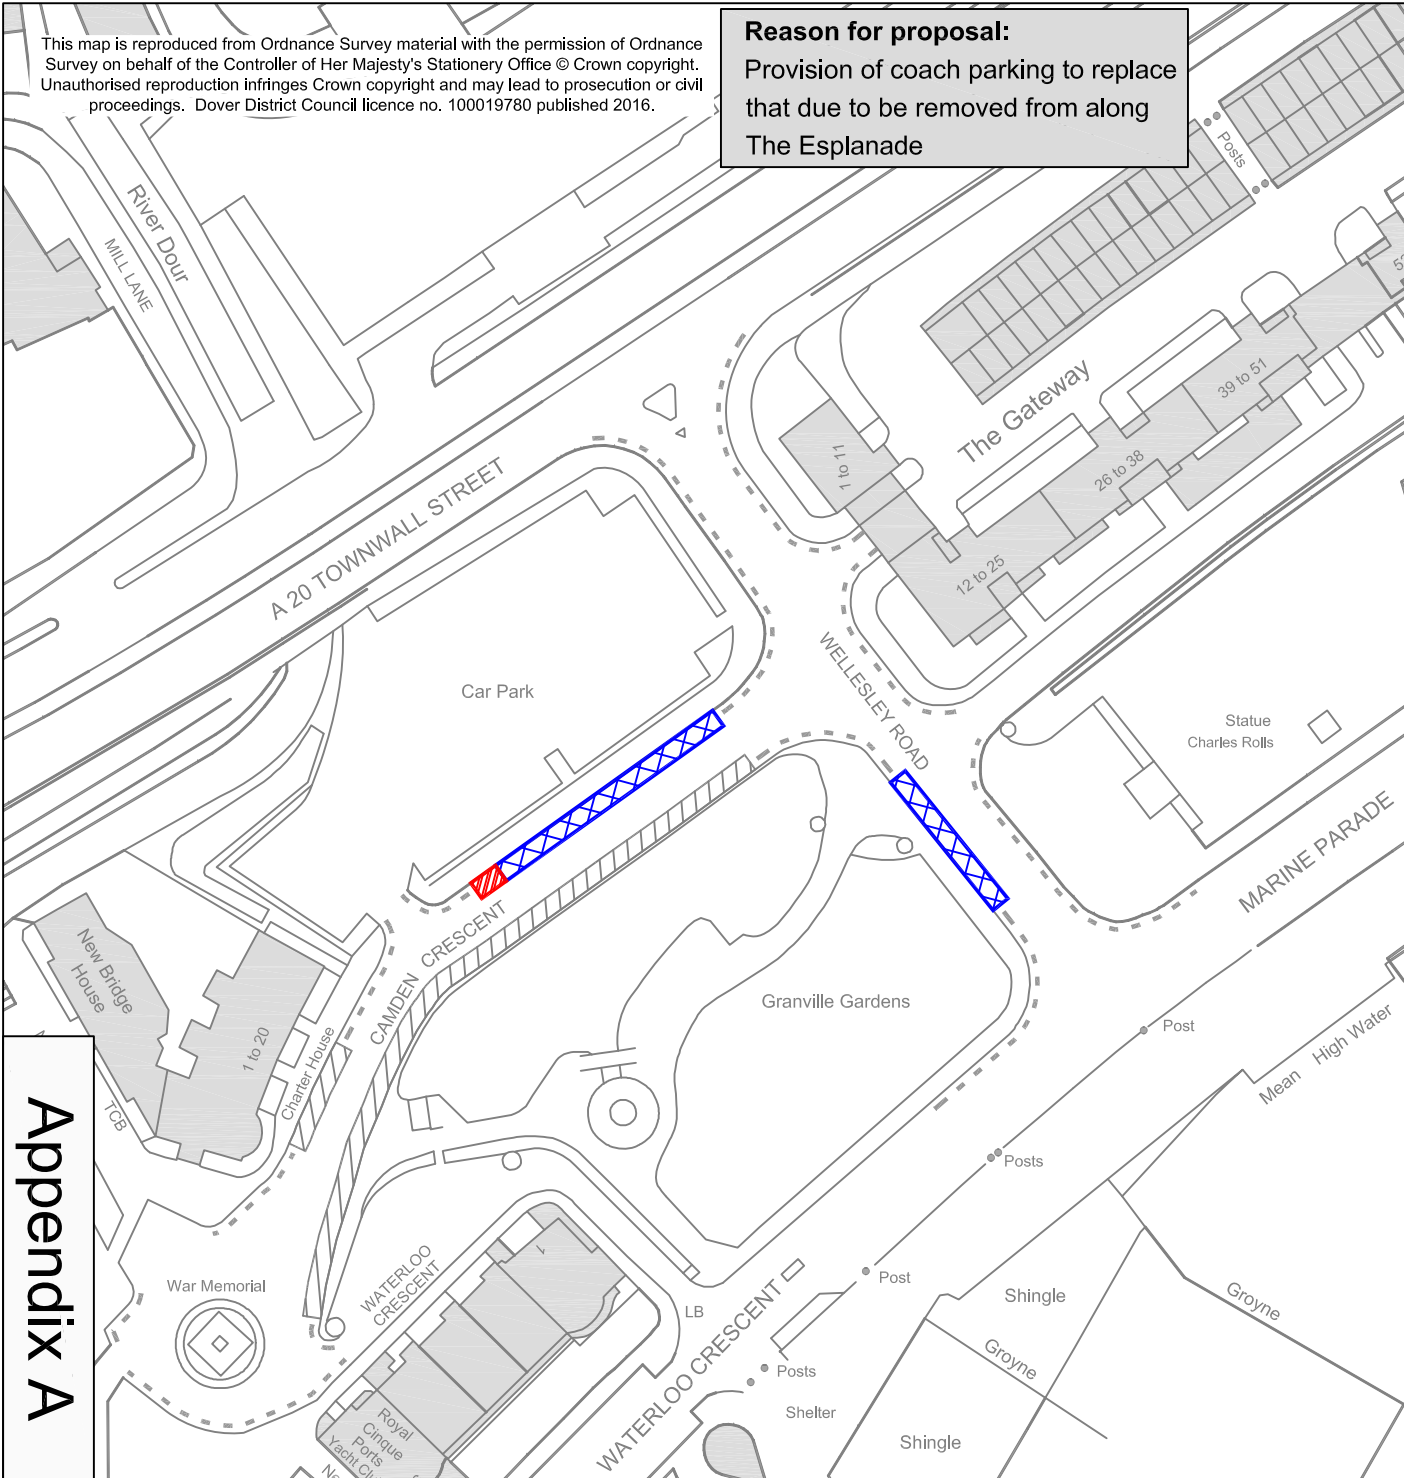 This map is reproduced from Ordnance Survey material with the permission of Ordnance
Survey on behalf of the Controller of Her Majesty's Stationery Office © Crown copyright.
Unauthorised reproduction infringes Crown copyright and may lead to prosecution or civil
proceedings. Dover District Council licence no. 100019780 published 2016.
Reason for proposal:
Provision of coach parking to replace
that due to be removed from along
The Esplanade
Posts
River Dour
MILL LANE
The Gateway
39 to 51
26 to 38
1 to 11
12 to 25
A 20 TOWNWALL STREET
Car Park
WELLESLEY ROAD
Statue
Charles Rolls
MARINE PARADE
CAMDEN CRESCENT
New Bridge
House
1 to 20
Charter House
TCB
Granville Gardens
Post
Mean High Water
Posts
Appendix A
War Memorial
WATERLOO
CRESCENT
1
LB
Post
WATERLOO CRESCENT
Shingle
Groyne
Groyne
Posts
Shelter
Shingle
Royal
Cinque
Ports
Yacht